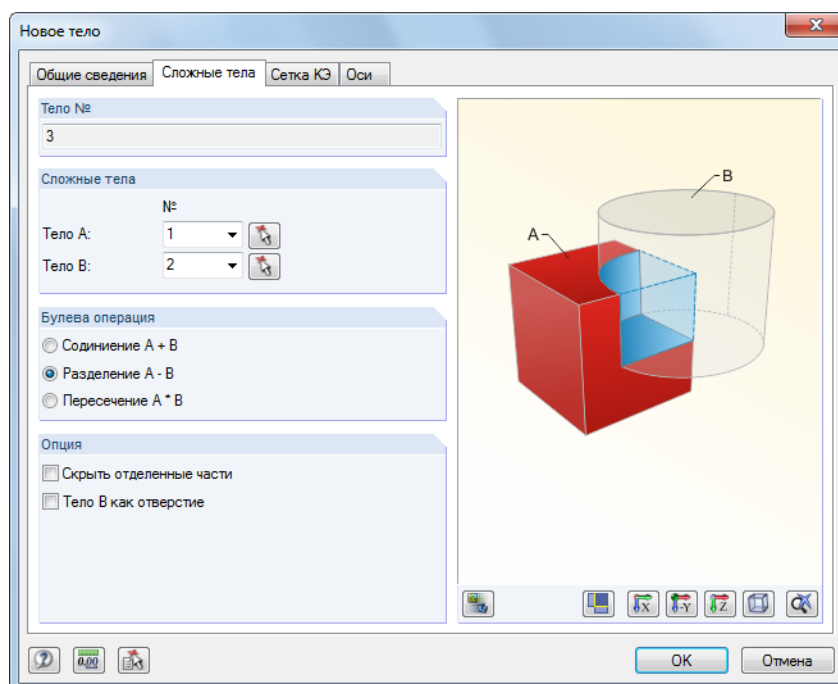 Новое тело
Общие сведения
Сложные тела
Сетка КЭ
Оси
Тело №
3
Сложные тела
№
Тело A:
1
Тело B:
2
Булева операция
Содиниение A + B
Разделение A - B
Пересечение A * B
Опция
Скрыть отделенные части
Тело B как отверстие
B
A
X
-Y
Z
0.00
OK
Отмена